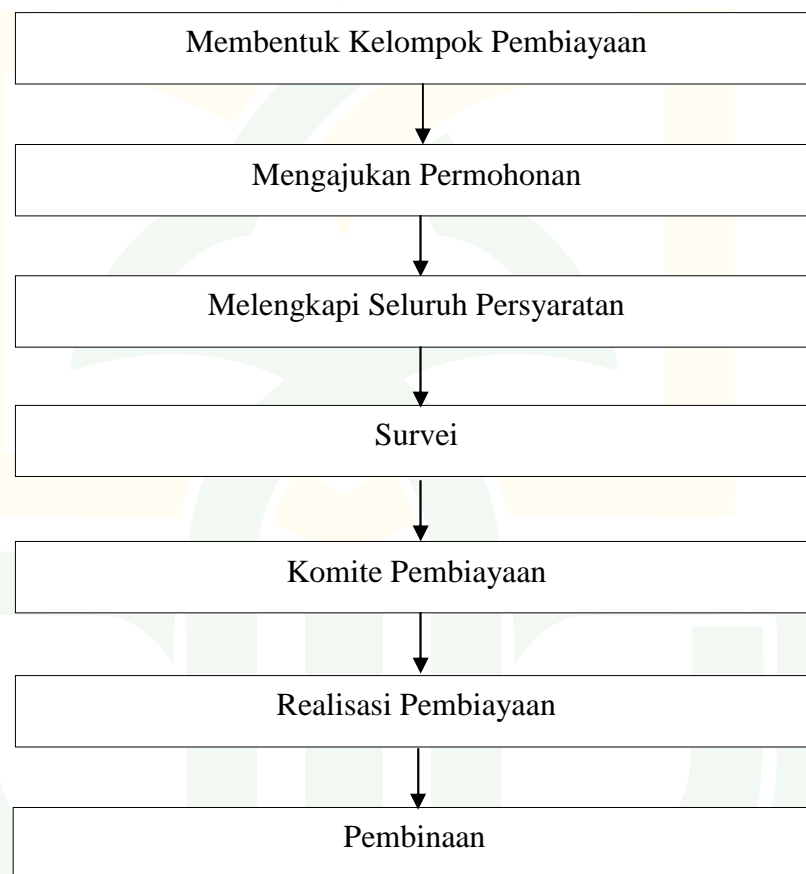 Membentuk Kelompok Pembiayaan
Mengajukan Permohonan
Melengkapi Seluruh Persyaratan
Survei
Komite Pembiayaan
Realisasi Pembiayaan
Pembinaan